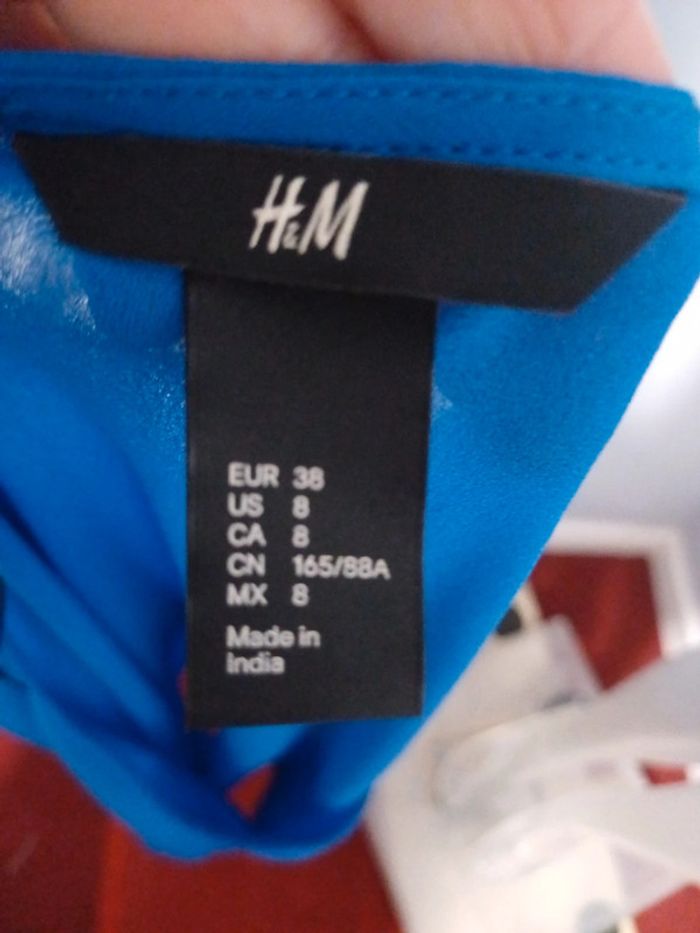 H&M
EUR 38
US 8
CA 8
CN 165/88A
MX 8
Made in
India